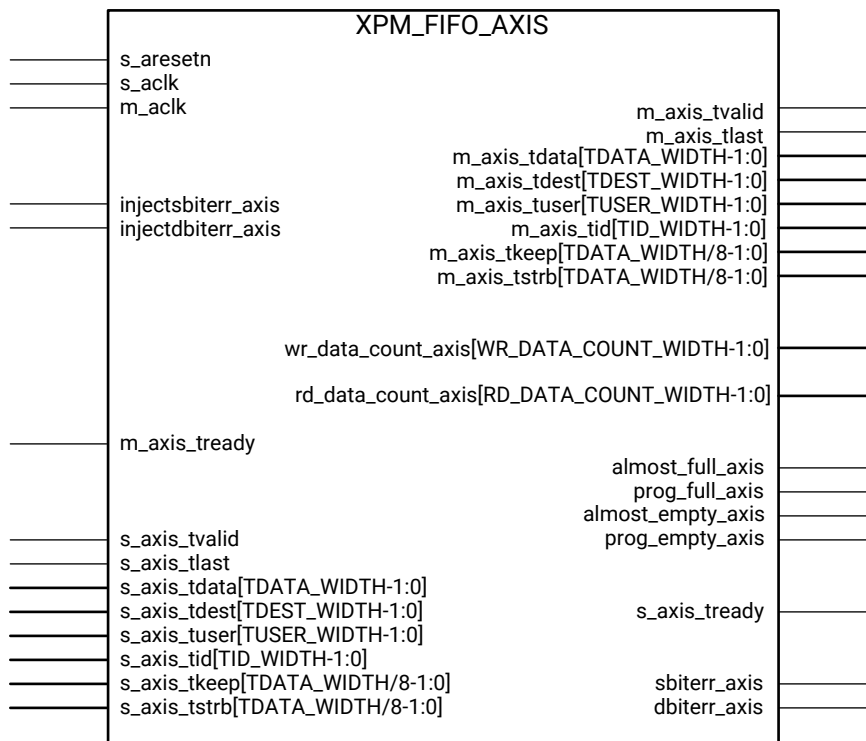 XPM_FIFO_AXIS
s_aresetn
s_aclk
m_aclk
injectsbiterr_axis
injectdbiterr_axis
m_axis_tready
s_axis_tvalid
s_axis_tlast
s_axis_tdata[TDATA_WIDTH-1:0]
s_axis_tdest[TDEST_WIDTH-1:0]
s_axis_tuser[TUSER_WIDTH-1:0]
s_axis_tid[TID_WIDTH-1:0]
s_axis_tkeep[TDATA_WIDTH/8-1:0]
s_axis_tstrb[TDATA_WIDTH/8-1:0]
m_axis_tvalid
m_axis_tlast
m_axis_tdata[TDATA_WIDTH-1:0]
m_axis_tdest[TDEST_WIDTH-1:0]
m_axis_tuser[TUSER_WIDTH-1:0]
m_axis_tid[TID_WIDTH-1:0]
m_axis_tkeep[TDATA_WIDTH/8-1:0]
m_axis_tstrb[TDATA_WIDTH/8-1:0]
wr_data_count_axis[WR_DATA_COUNT_WIDTH-1:0]
rd_data_count_axis[RD_DATA_COUNT_WIDTH-1:0]
almost_full_axis
prog_full_axis
almost_empty_axis
prog_empty_axis
s_axis_tready
sbiterr_axis
dbiterr_axis